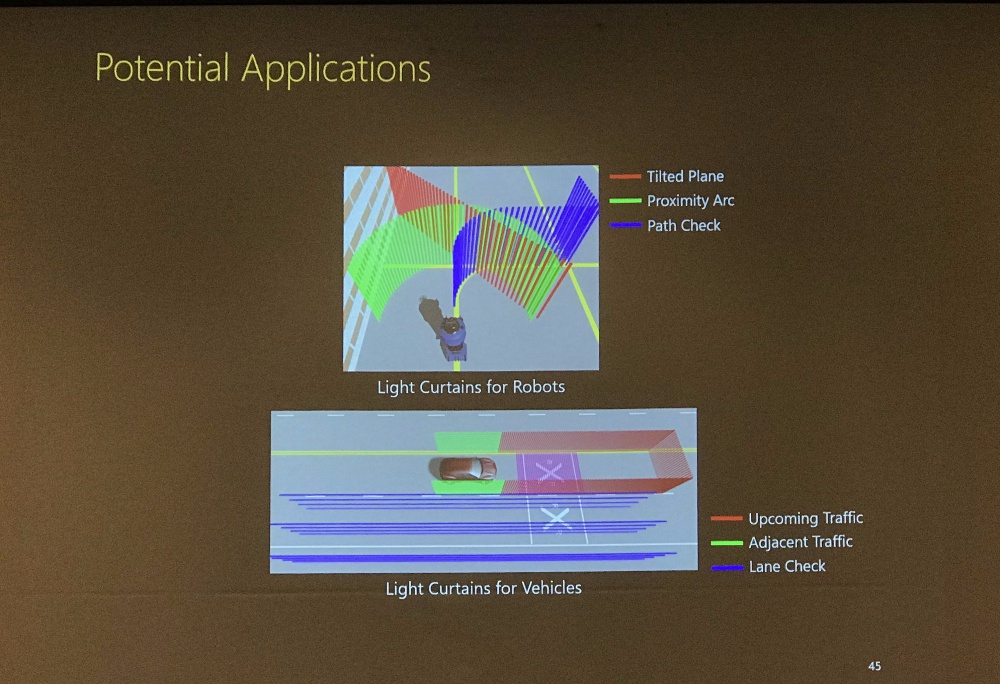 Potential Applications
Tilted Plane
Proximity Arc
Path Check
Light Curtains for Robots
Upcoming Traffic
Adjacent Traffic
Lane Check
Light Curtains for Vehicles
45